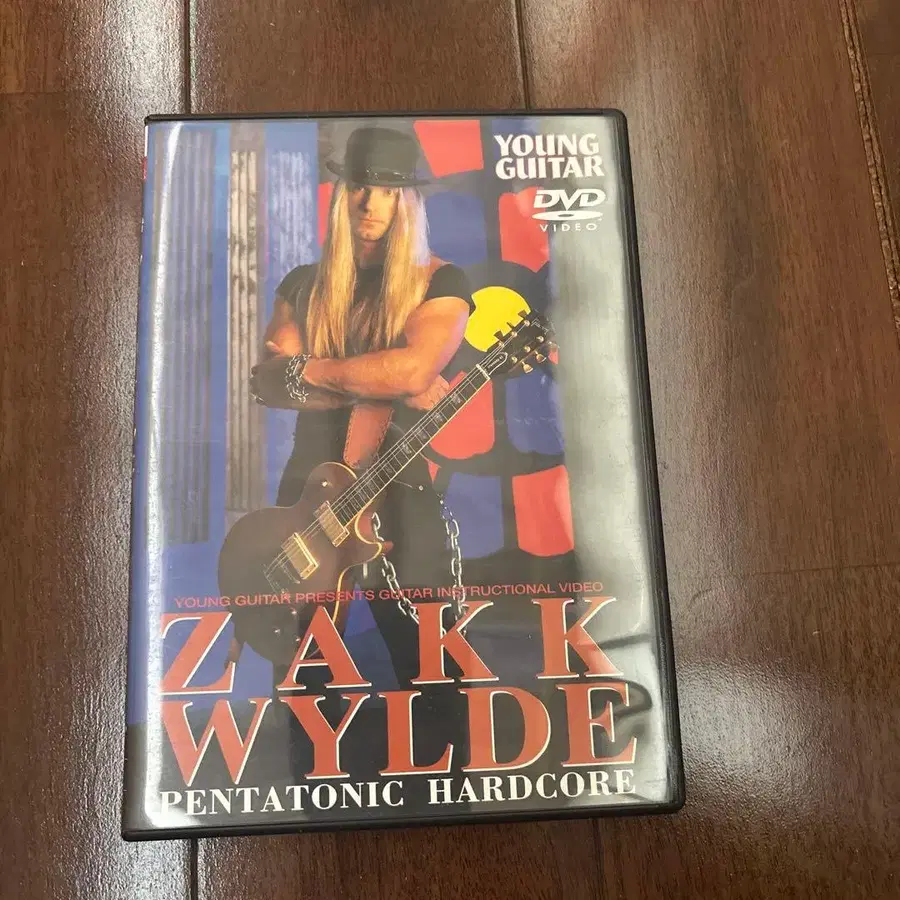 YOUNG
GUITAR
DVD
VIDEO
YOUNG GUITAR PRESENTS GUITAR INSTRUCTIONAL VIDEO
ZAKK
WYLDE
PENTATONIC HARDCORE